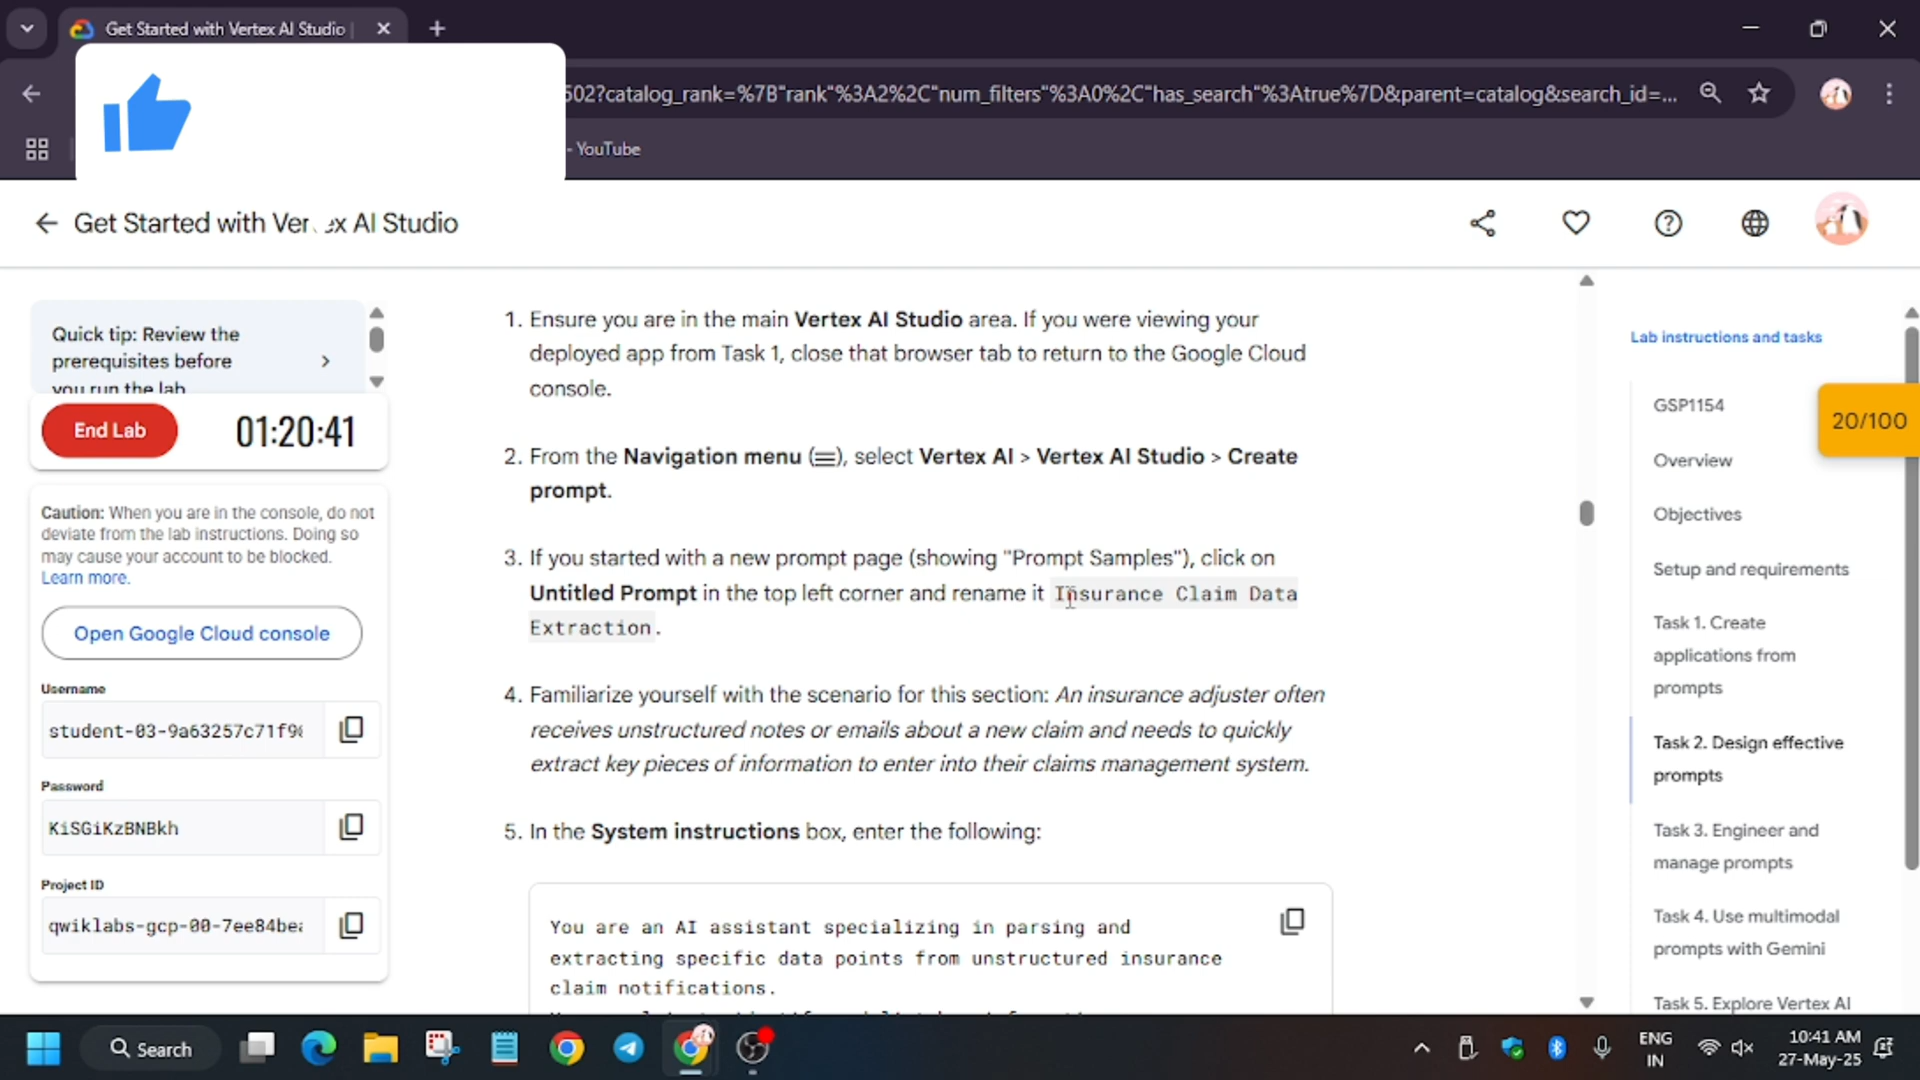 Get Started with Vertex AI Studio |
502?catalog_rank=%7B"rank"%3A2%2C"num_filters"%3A0%2C"has_search"%3Atrue%7D&parent=catalog&search_id=...
- YouTube
Get Started with Vertex AI Studio
Quick tip: Review the
prerequisites before
you run the lab
End Lab
01:20:41
Caution: When you are in the console, do not
deviate from the lab instructions. Doing so
may cause your account to be blocked.
Learn more.
Open Google Cloud console
Username
student-03-9a63257c71f9
Password
KiSGiKzBNBkh
Project ID
qwiklabs-gcp-00-7ee84bea
1. Ensure you are in the main Vertex AI Studio area. If you were viewing your
deployed app from Task 1, close that browser tab to return to the Google Cloud
console.
2. From the Navigation menu (≡), select Vertex AI > Vertex AI Studio > Create
prompt.
3. If you started with a new prompt page (showing "Prompt Samples"), click on
Untitled Prompt in the top left corner and rename it Insurance Claim Data
Extraction.
4. Familiarize yourself with the scenario for this section: An insurance adjuster often
receives unstructured notes or emails about a new claim and needs to quickly
extract key pieces of information to enter into their claims management system.
5. In the System instructions box, enter the following:
You are an AI assistant specializing in parsing and
extracting specific data points from unstructured insurance
claim notifications.
Lab instructions and tasks
GSP1154
20/100
Overview
Objectives
Setup and requirements
Task 1. Create
applications from
prompts
Task 2. Design effective
prompts
Task 3. Engineer and
manage prompts
Task 4. Use multimodal
prompts with Gemini
Task 5. Explore Vertex AI
Search
ENG
IN
10:41 AM
27-May-25